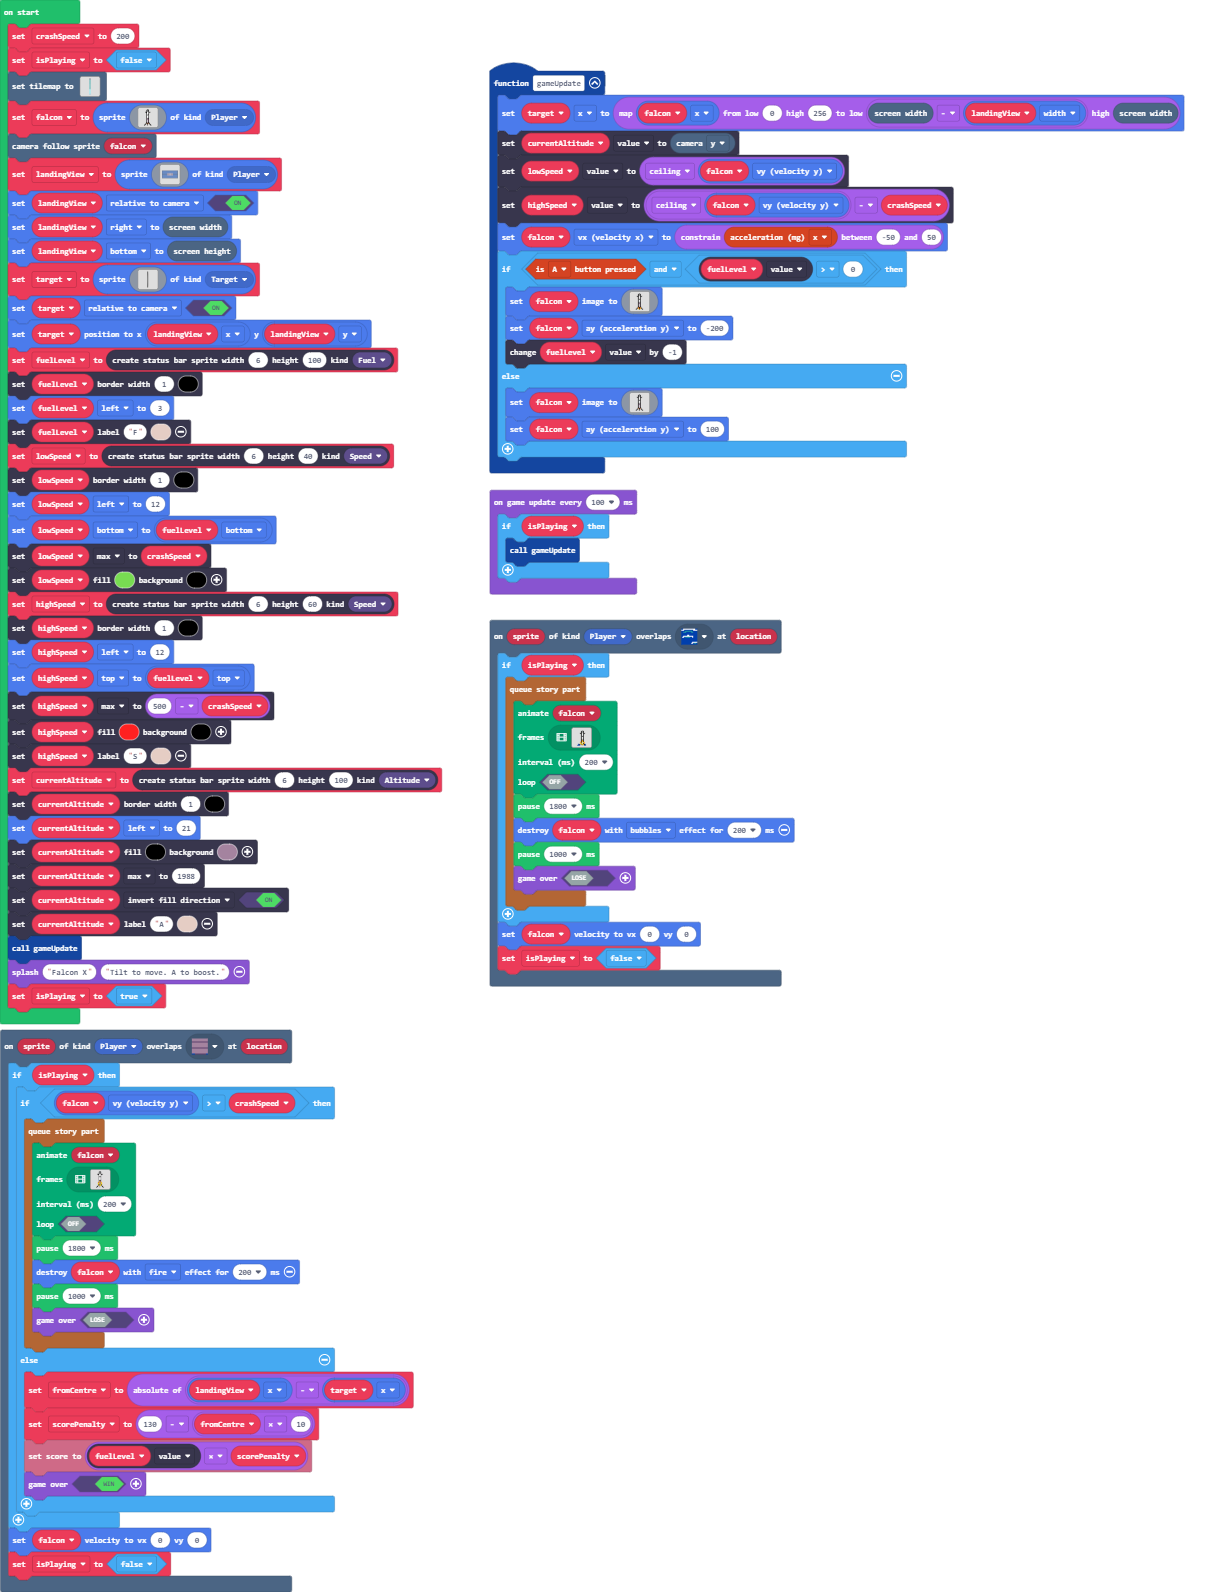 on start
set crashSpeed to 200
set isPlaying to false
set tilemap to
set falcon to sprite of kind Player
camera follow sprite falcon
set landingView to sprite of kind Player
set landingView relative to camera ON
set landingView right to screen width
set landingView bottom to screen height
set target to sprite of kind Target
set target relative to camera ON
set target position to x landingView x y landingView y
set fuelLevel to create status bar sprite width 6 height 100 kind Fuel
set fuelLevel border width 1
set fuelLevel left to 3
set fuelLevel label "F"
set lowSpeed to create status bar sprite width 6 height 40 kind Speed
set lowSpeed border width 1
set lowSpeed left to 12
set lowSpeed bottom to fuelLevel bottom
set lowSpeed max to crashSpeed
set lowSpeed fill background
set highSpeed to create status bar sprite width 6 height 60 kind Speed
set highSpeed border width 1
set highSpeed left to 12
set highSpeed top to fuelLevel top
set highSpeed max to 500 - crashSpeed
set highSpeed fill background
set highSpeed label "S"
set currentAltitude to create status bar sprite width 6 height 100 kind Altitude
set currentAltitude border width 1
set currentAltitude left to 21
set currentAltitude fill background
set currentAltitude max to 1988
set currentAltitude invert fill direction ON
set currentAltitude label "A"
call gameUpdate
splash "Falcon X" "Tilt to move. A to boost."
set isPlaying to true
on sprite of kind Player overlaps at location
if isPlaying then
if falcon vy (velocity y) > crashSpeed then
queue story part
animate falcon
frames
interval (ms) 200
loop OFF
pause 1800 ms
destroy falcon with fire effect for 200 ms
pause 1000 ms
game over LOSE
else
set fromCentre to absolute of landingView x - target x
set scorePenalty to 130 - fromCentre × 10
set score to fuelLevel value × scorePenalty
game over WIN
set falcon velocity to vx 0 vy 0
set isPlaying to false
function gameUpdate
set target x to map falcon x from low 0 high 256 to low screen width - landingView width high screen width
set currentAltitude value to camera y
set lowSpeed value to ceiling falcon vy (velocity y)
set highSpeed value to ceiling falcon vy (velocity y) - crashSpeed
set falcon vx (velocity x) to constrain acceleration (mg) x between -50 and 50
if is A button pressed and fuelLevel value > 0 then
set falcon image to
set falcon ay (acceleration y) to -200
change fuelLevel value by -1
else
set falcon image to
set falcon ay (acceleration y) to 100
on game update every 100 ms
if isPlaying then
call gameUpdate
on sprite of kind Player overlaps at location
if isPlaying then
queue story part
animate falcon
frames
interval (ms) 200
loop OFF
pause 1800 ms
destroy falcon with bubbles effect for 200 ms
pause 1000 ms
game over LOSE
set falcon velocity to vx 0 vy 0
set isPlaying to false